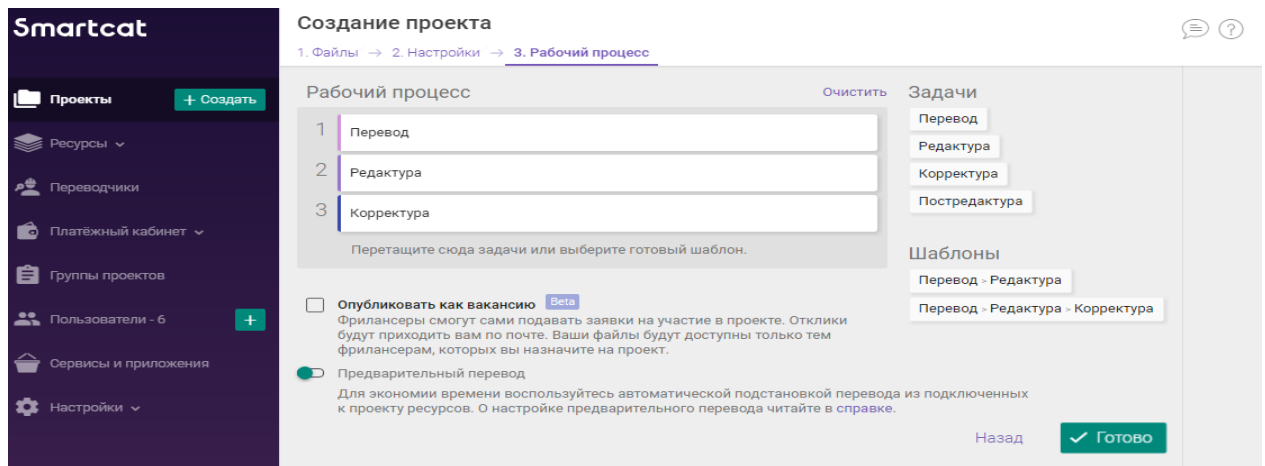 Smartcat
Проекты
+ Создать
Ресурсы
Переводчики
Платёжный кабинет
Группы проектов
Пользователи - 6
+
Сервисы и приложения
Настройки
Создание проекта
1. Файлы → 2. Настройки → 3. Рабочий процесс
?
Рабочий процесс
Очистить
1 Перевод
2 Редактура
3 Корректура
Перетащите сюда задачи или выберите готовый шаблон.
Опубликовать как вакансию Beta
Фрилансеры смогут сами подавать заявки на участие в проекте. Отклики
будут приходить вам по почте. Ваши файлы будут доступны только тем
фрилансерам, которых вы назначите на проект.
Предварительный перевод
Для экономии времени воспользуйтесь автоматической подстановкой перевода из подключенных
к проекту ресурсов. О настройке предварительного перевода читайте в справке.
Задачи
Перевод
Редактура
Корректура
Постредактура
Шаблоны
Перевод > Редактура
Перевод > Редактура > Корректура
Назад
Готово